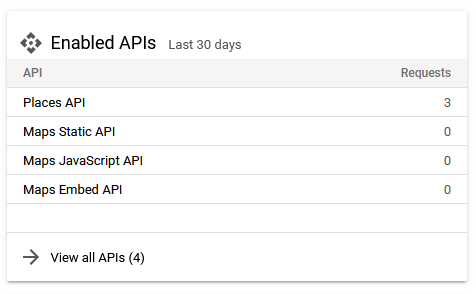 Enabled APIs Last 30 days
API Requests
Places API 3
Maps Static API 0
Maps JavaScript API 0
Maps Embed API 0
View all APIs (4)